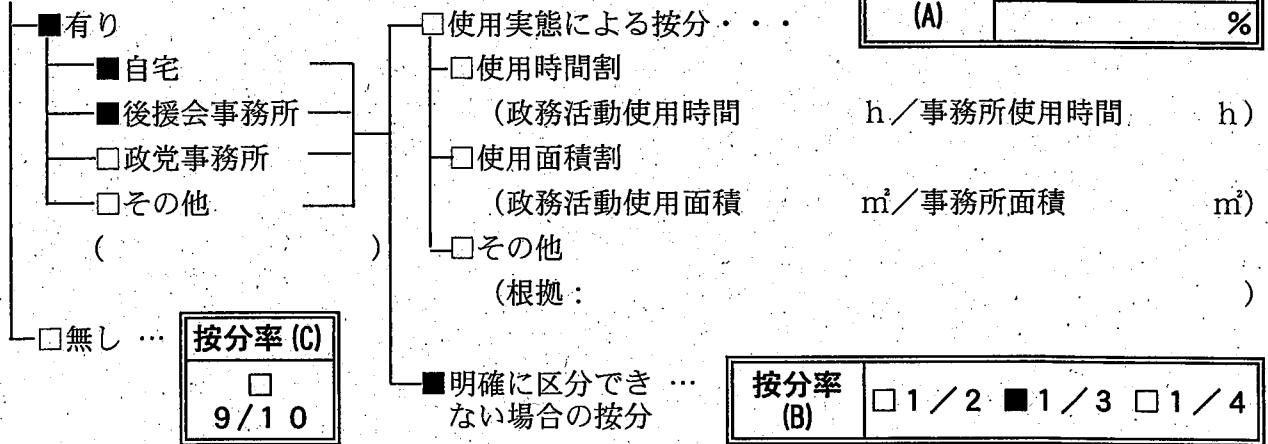 ■有り
□使用実態による按分・・・
(A)
%
■自宅
□使用時間割
■後援会事務所
(政務活動使用時間 h/事務所使用時間 h)
□政党事務所
□使用面積割
□その他
(政務活動使用面積 ㎡/事務所面積 ㎡)
( )
□その他
(根拠: )
□無し …
按分率(C)
□
9/10
■明確に区分でき …
ない場合の按分
按分率
(B)
□1/2 ■1/3 □1/4